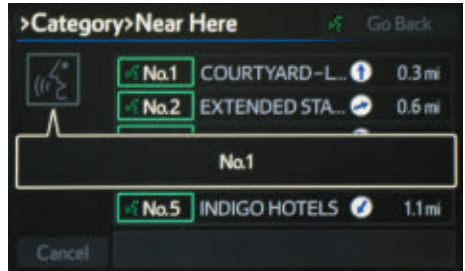 >Category>Near Here Go Back
No.1 COURTYARD-L... 0.3 mi
No.2 EXTENDED STA... 0.6 mi
No.1
No.5 INDIGO HOTELS 1.1 mi
Cancel